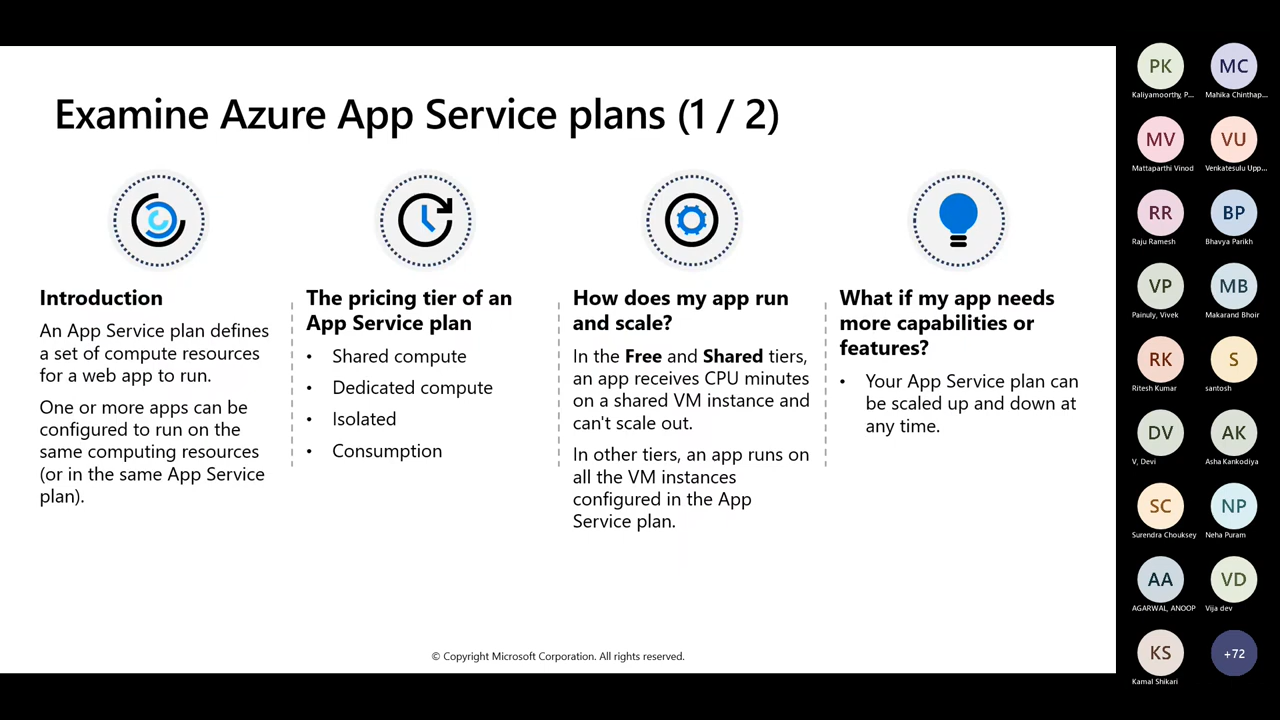 Examine Azure App Service plans (1 / 2)
Introduction
An App Service plan defines
a set of compute resources
for a web app to run.
One or more apps can be
configured to run on the
same computing resources
(or in the same App Service
plan).
The pricing tier of an
App Service plan
• Shared compute
• Dedicated compute
• Isolated
• Consumption
How does my app run
and scale?
In the Free and Shared tiers,
an app receives CPU minutes
on a shared VM instance and
can't scale out.
In other tiers, an app runs on
all the VM instances
configured in the App
Service plan.
What if my app needs
more capabilities or
features?
• Your App Service plan can
be scaled up and down at
any time.
© Copyright Microsoft Corporation. All rights reserved.
PK
Kaliyamoorthy, P...
MC
Mahika Chinthap...
MV
Mattaparthi Vinod
VU
Venkatesulu Upp...
RR
Raju Ramesh
BP
Bhavya Parikh
VP
Painuly, Vivek
MB
Makarand Bhoir
RK
Ritesh Kumar
S
santosh
DV
V, Devi
AK
Asha Kankodiya
SC
Surendra Chouksey
NP
Neha Puram
AA
AGARWAL, ANOOP
VD
Vija dev
KS
Kamal Shikari
+72